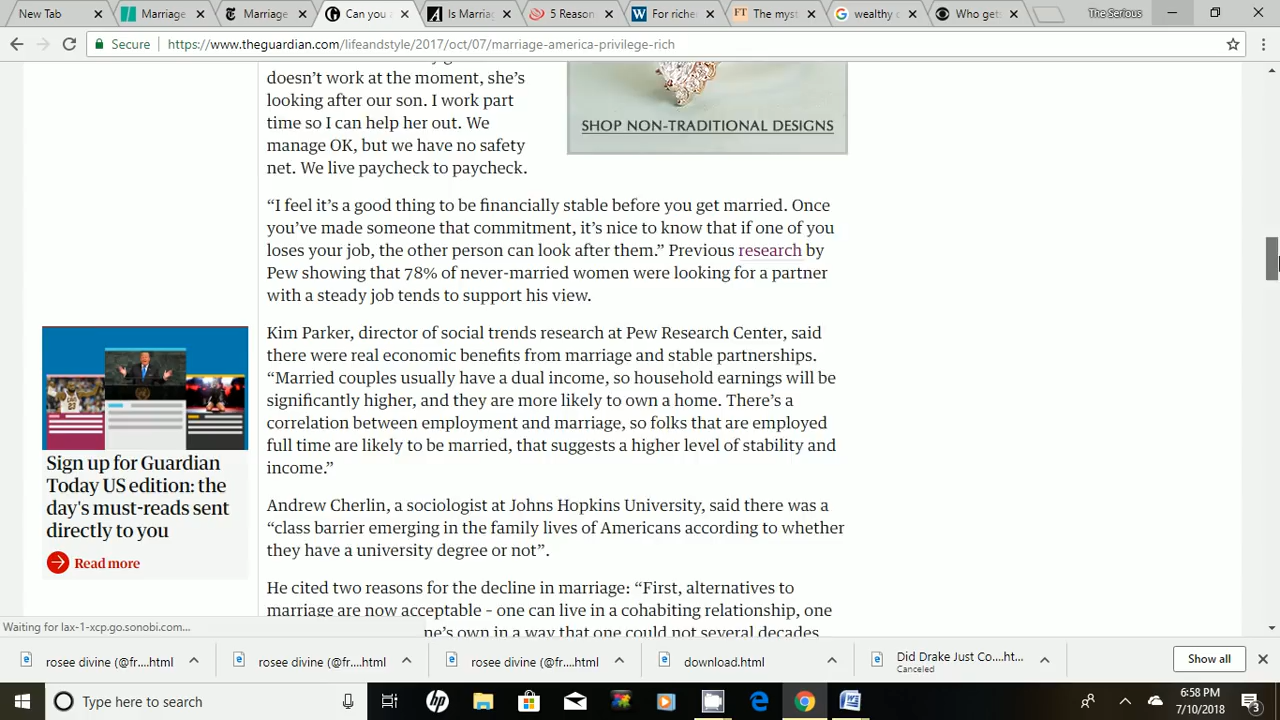 New Tab
Marriage
Marriage
Can you a
Is Marria
5 Reason
For riche
The myst
wealthy c
Who gets
The Serious
Secure
https://www.theguardian.com/lifeandstyle/2017/oct/07/marriage-america-privilege-rich
doesn’t work at the moment, she’s
looking after our son. I work part
time so I can help her out. We
manage OK, but we have no safety
net. We live paycheck to paycheck.
SHOP NON-TRADITIONAL DESIGNS
“I feel it’s a good thing to be financially stable before you get married. Once
you’ve made someone that commitment, it’s nice to know that if one of you
loses your job, the other person can look after them.” Previous research by
Pew showing that 78% of never-married women were looking for a partner
with a steady job tends to support his view.
Kim Parker, director of social trends research at Pew Research Center, said
there were real economic benefits from marriage and stable partnerships.
“Married couples usually have a dual income, so household earnings will be
significantly higher, and they are more likely to own a home. There’s a
correlation between employment and marriage, so folks that are employed
full time are likely to be married, that suggests a higher level of stability and
income.”
Andrew Cherlin, a sociologist at Johns Hopkins University, said there was a
“class barrier emerging in the family lives of Americans according to whether
they have a university degree or not”.
He cited two reasons for the decline in marriage: “First, alternatives to
marriage are now acceptable – one can live in a cohabiting relationship, one
ne’s own in a way that one could not several decades
Sign up for Guardian
Today US edition: the
day's must-reads sent
directly to you
Read more
Waiting for lax-1-xcp.go.sonobi.com...
rosee divine (@fr....html
rosee divine (@fr....html
rosee divine (@fr....html
download.html
Did Drake Just Co....ht...
Canceled
Show all
Type here to search
6:58 PM
7/10/2018
3